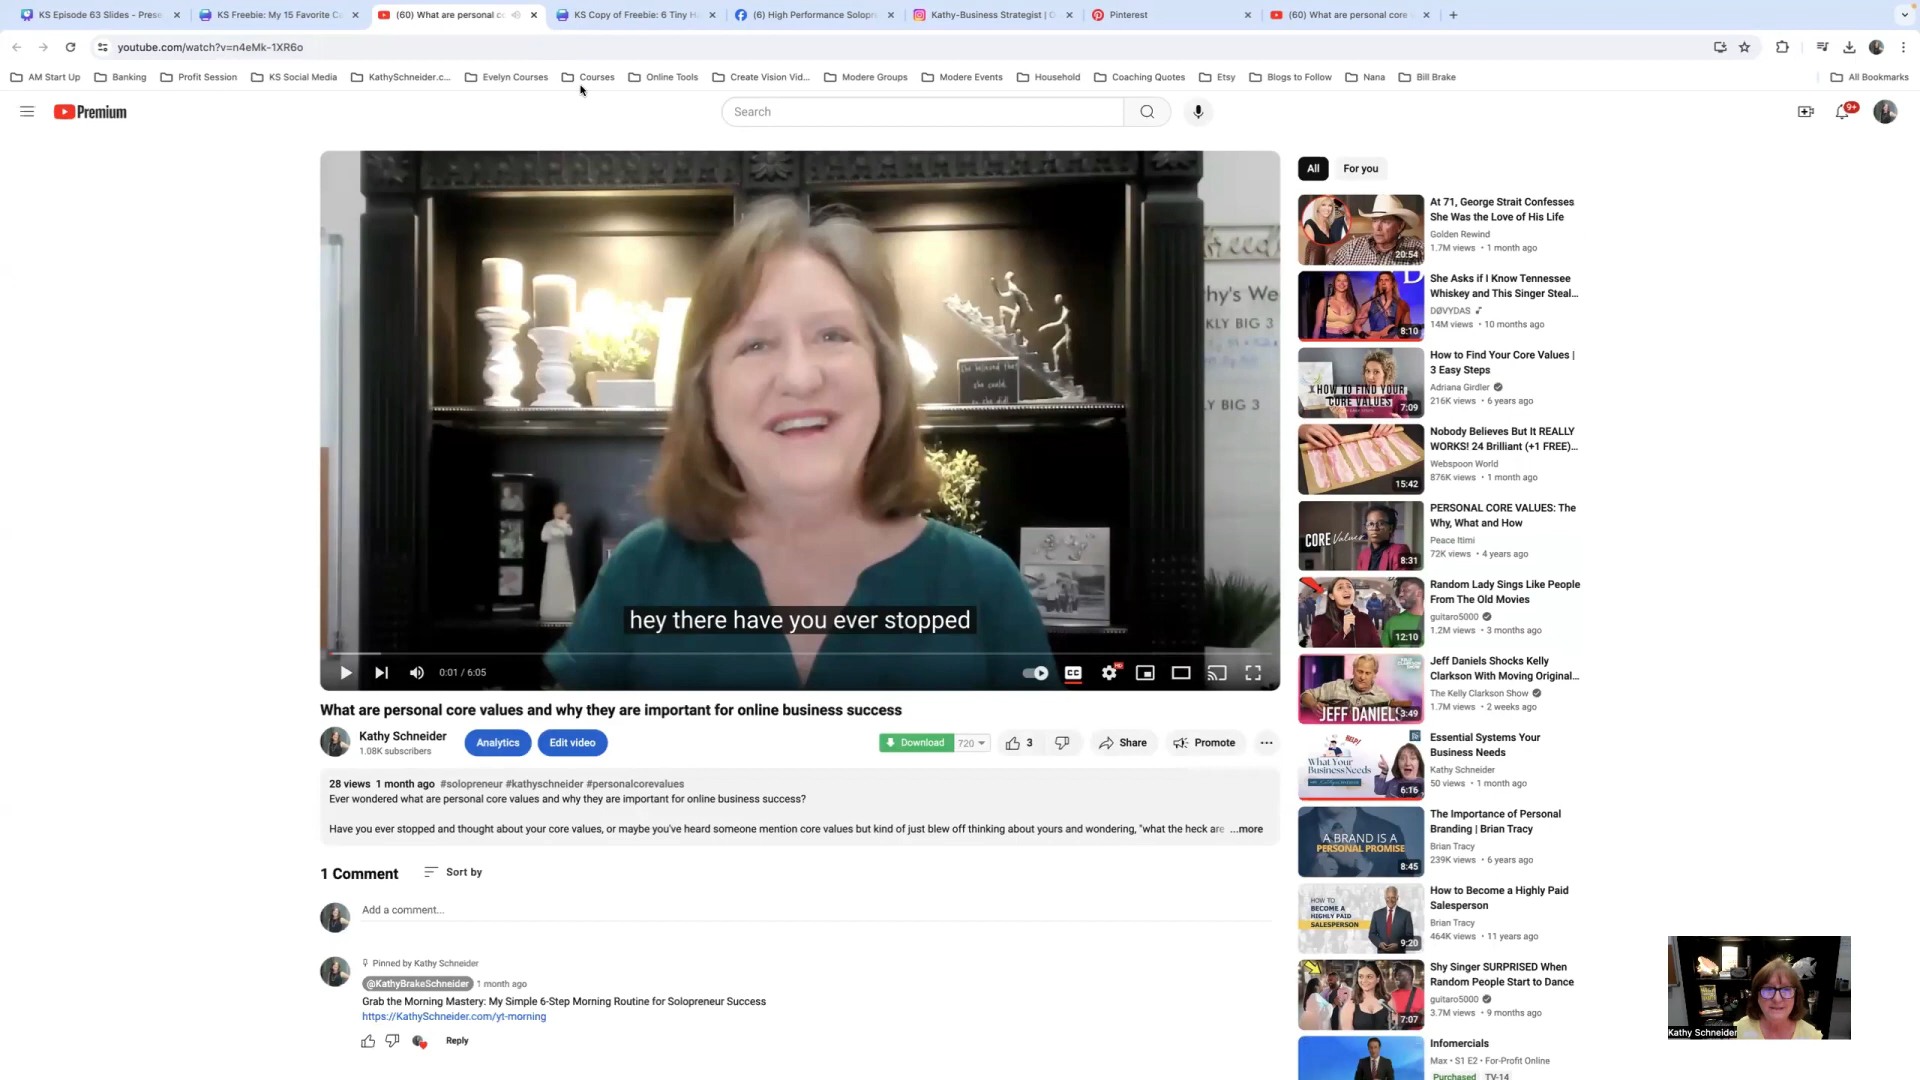 KS Episode 63 Slides - Prese
KS Freebie: My 15 Favorite C
(60) What are personal co
KS Copy of Freebie: 6 Tiny H
(6) High Performance Solopr
Kathy-Business Strategist | D
Pinterest
(60) What are personal core
youtube.com/watch?v=n4eMk-1XR6o
AM Start Up
Banking
Profit Session
KS Social Media
KathySchneider.c...
Evelyn Courses
Courses
Online Tools
Create Vision Vid...
Modere Groups
Modere Events
Household
Coaching Quotes
Etsy
Blogs to Follow
Nana
Bill Brake
All Bookmarks
Premium
Search
9+
hy's We
KLY BIG 3
Y BIG 3
She believed that
she could
so she did!
hey there have you ever stopped
0:01 / 6:05
CC
HD
What are personal core values and why they are important for online business success
Kathy Schneider
1.08K subscribers
Analytics
Edit video
Download
720
3
Share
Promote
28 views 1 month ago #solopreneur #kathyschneider #personalcorevalues
Ever wondered what are personal core values and why they are important for online business success?
Have you ever stopped and thought about your core values, or maybe you've heard someone mention core values but kind of just blew off thinking about yours and wondering, "what the heck are ...more
1 Comment
Sort by
Add a comment...
Pinned by Kathy Schneider
@KathyBrakeSchneider 1 month ago
Grab the Morning Mastery: My Simple 6-Step Morning Routine for Solopreneur Success
https://KathySchneider.com/yt-morning
Reply
All
For you
20:54
At 71, George Strait Confesses
She Was the Love of His Life
Golden Rewind
1.7M views • 1 month ago
8:10
She Asks if I Know Tennessee
Whiskey and This Singer Steal...
DØVYDAS
14M views • 10 months ago
HOW TO FIND YOUR
CORE VALUES
7:09
How to Find Your Core Values |
3 Easy Steps
Adriana Girdler
216K views • 6 years ago
15:42
Nobody Believes But It REALLY
WORKS! 24 Brilliant (+1 FREE)...
Webspoon World
876K views • 1 month ago
CORE Values
8:31
PERSONAL CORE VALUES: The
Why, What and How
Peace Itimi
72K views • 4 years ago
12:10
Random Lady Sings Like People
From The Old Movies
guitaro5000
1.2M views • 3 months ago
JEFF DANIELS
3:49
Jeff Daniels Shocks Kelly
Clarkson With Moving Original...
The Kelly Clarkson Show
1.7M views • 2 weeks ago
HELP!
What Your
Business Needs
6:16
Essential Systems Your
Business Needs
Kathy Schneider
50 views • 1 month ago
A BRAND IS A
PERSONAL PROMISE
8:45
The Importance of Personal
Branding | Brian Tracy
Brian Tracy
239K views • 6 years ago
HOW TO
BECOME A
HIGHLY PAID
SALESPERSON
9:20
How to Become a Highly Paid
Salesperson
Brian Tracy
464K views • 11 years ago
7:07
Shy Singer SURPRISED When
Random People Start to Dance
guitaro5000
3.7M views • 9 months ago
Infomercials
Max • S1 E2 • For-Profit Online
Purchased
TV-14
Kathy Schneider